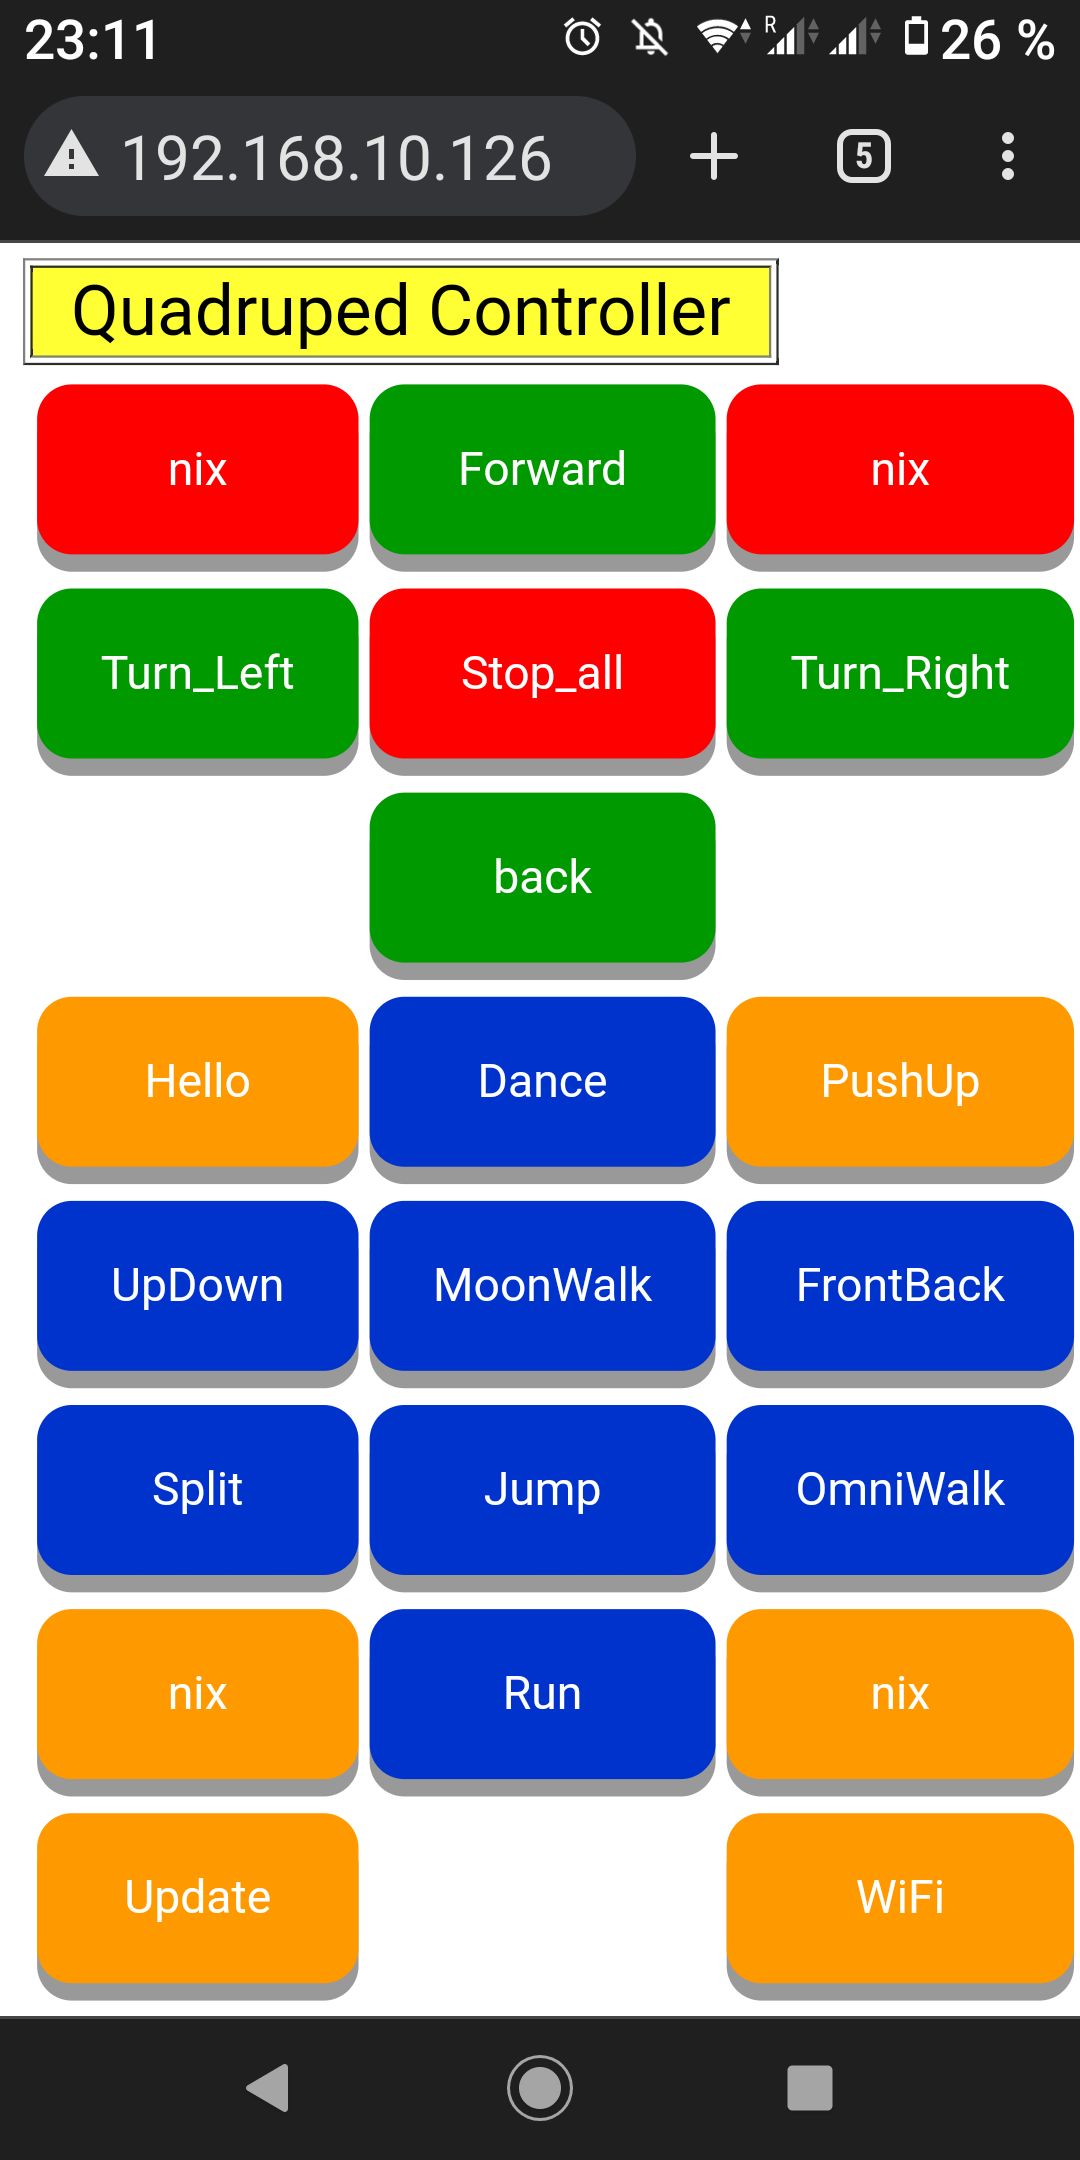 23:11 R 26 %
192.168.10.126 5
Quadruped Controller
nix Forward nix
Turn_Left Stop_all Turn_Right
back
Hello Dance PushUp
UpDown MoonWalk FrontBack
Split Jump OmniWalk
nix Run nix
Update WiFi